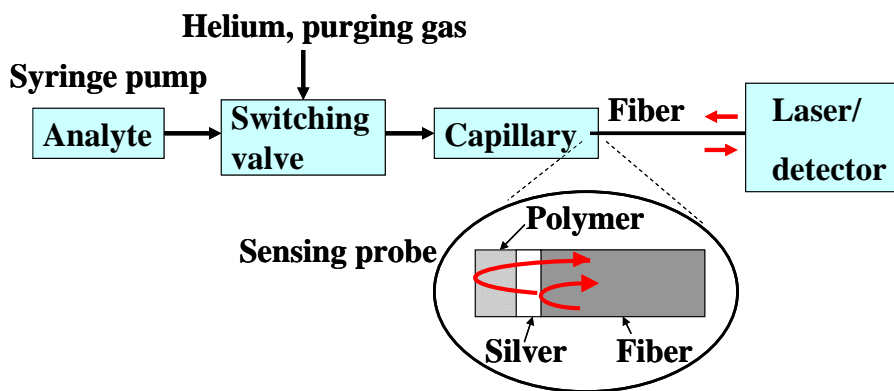 Helium, purging gas
Syringe pump
Analyte
Switching
valve
Capillary
Fiber
Laser/
detector
Polymer
Sensing probe
Silver
Fiber